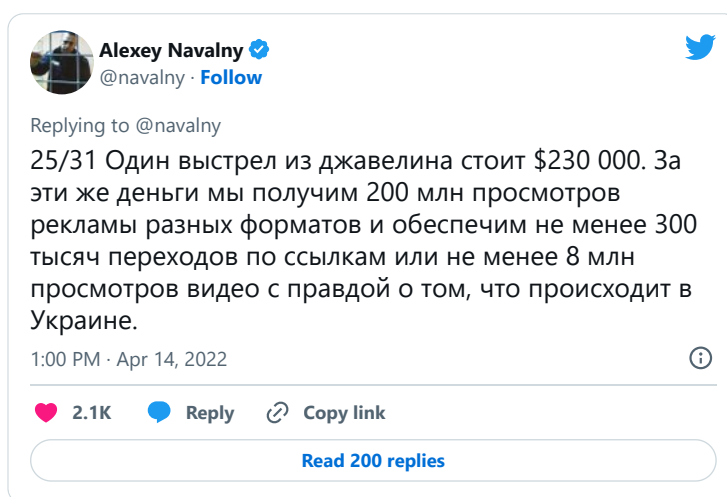 Alexey Navalny
@navalny · Follow
Replying to @navalny
25/31 Один выстрел из джавелина стоит $230 000. За
эти же деньги мы получим 200 млн просмотров
рекламы разных форматов и обеспечим не менее 300
тысяч переходов по ссылкам или не менее 8 млн
просмотров видео с правдой о том, что происходит в
Украине.
1:00 PM · Apr 14, 2022
2.1K Reply Copy link
Read 200 replies